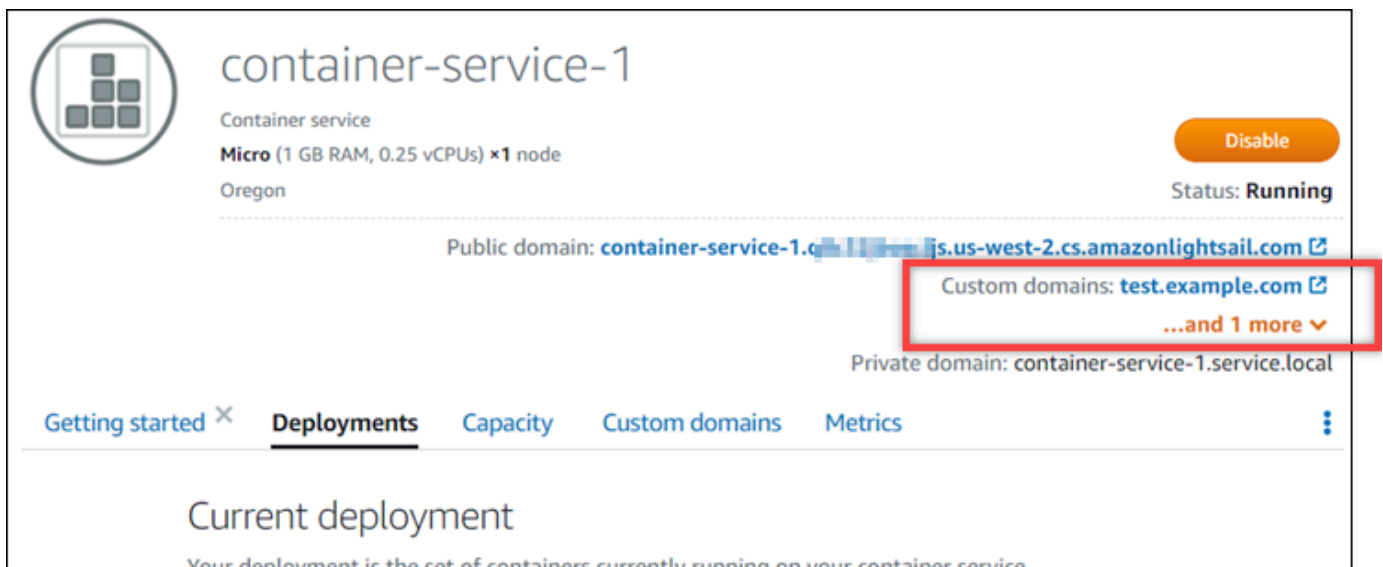 container-service-1
Container service
Micro (1 GB RAM, 0.25 vCPUs) ×1 node
Oregon
Disable
Status: Running
Public domain: container-service-1. js.us-west-2.cs.amazonlightsail.com
Custom domains: test.example.com
...and 1 more
Private domain: container-service-1.service.local
Getting started Deployments Capacity Custom domains Metrics
Current deployment
Your deployment is the set of containers currently running on your container service.